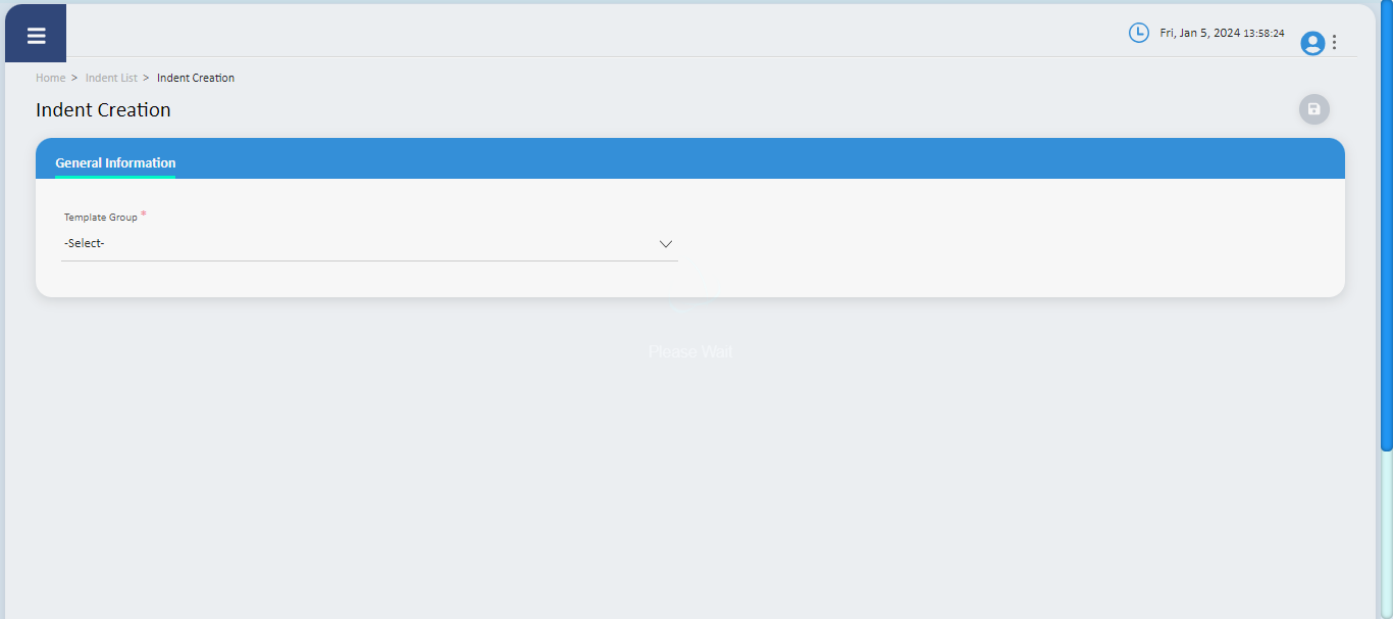 Fri, Jan 5, 2024 13:58:24
Home > Indent List > Indent Creation
Indent Creation
General Information
Template Group *
-Select-
Please Wait